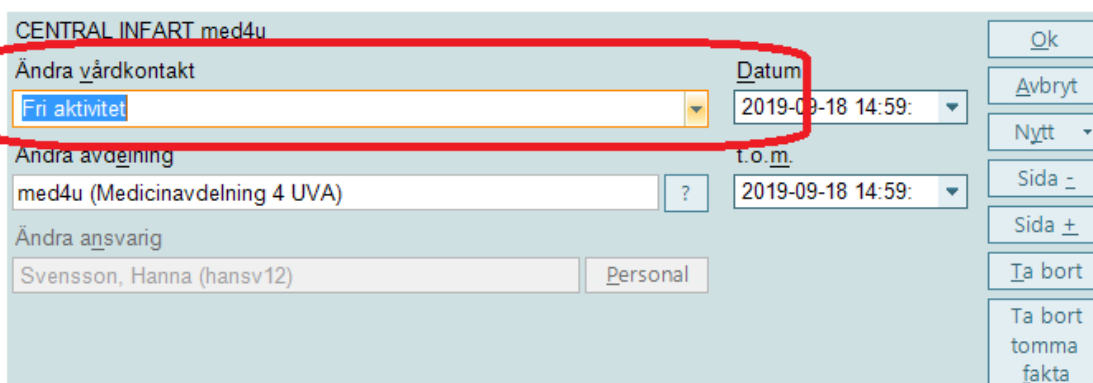 CENTRAL INFART med4u
Ändra vårdkontakt
Datum
Fri aktivitet
2019-09-18 14:59:
Ändra avdelning
t.o.m.
med4u (Medicinavdelning 4 UVA)
?
2019-09-18 14:59:
Ändra ansvarig
Svensson, Hanna (hansv12)
Personal
Ok
Avbryt
Nytt
Sida -
Sida +
Ta bort
Ta bort
tomma
fakta